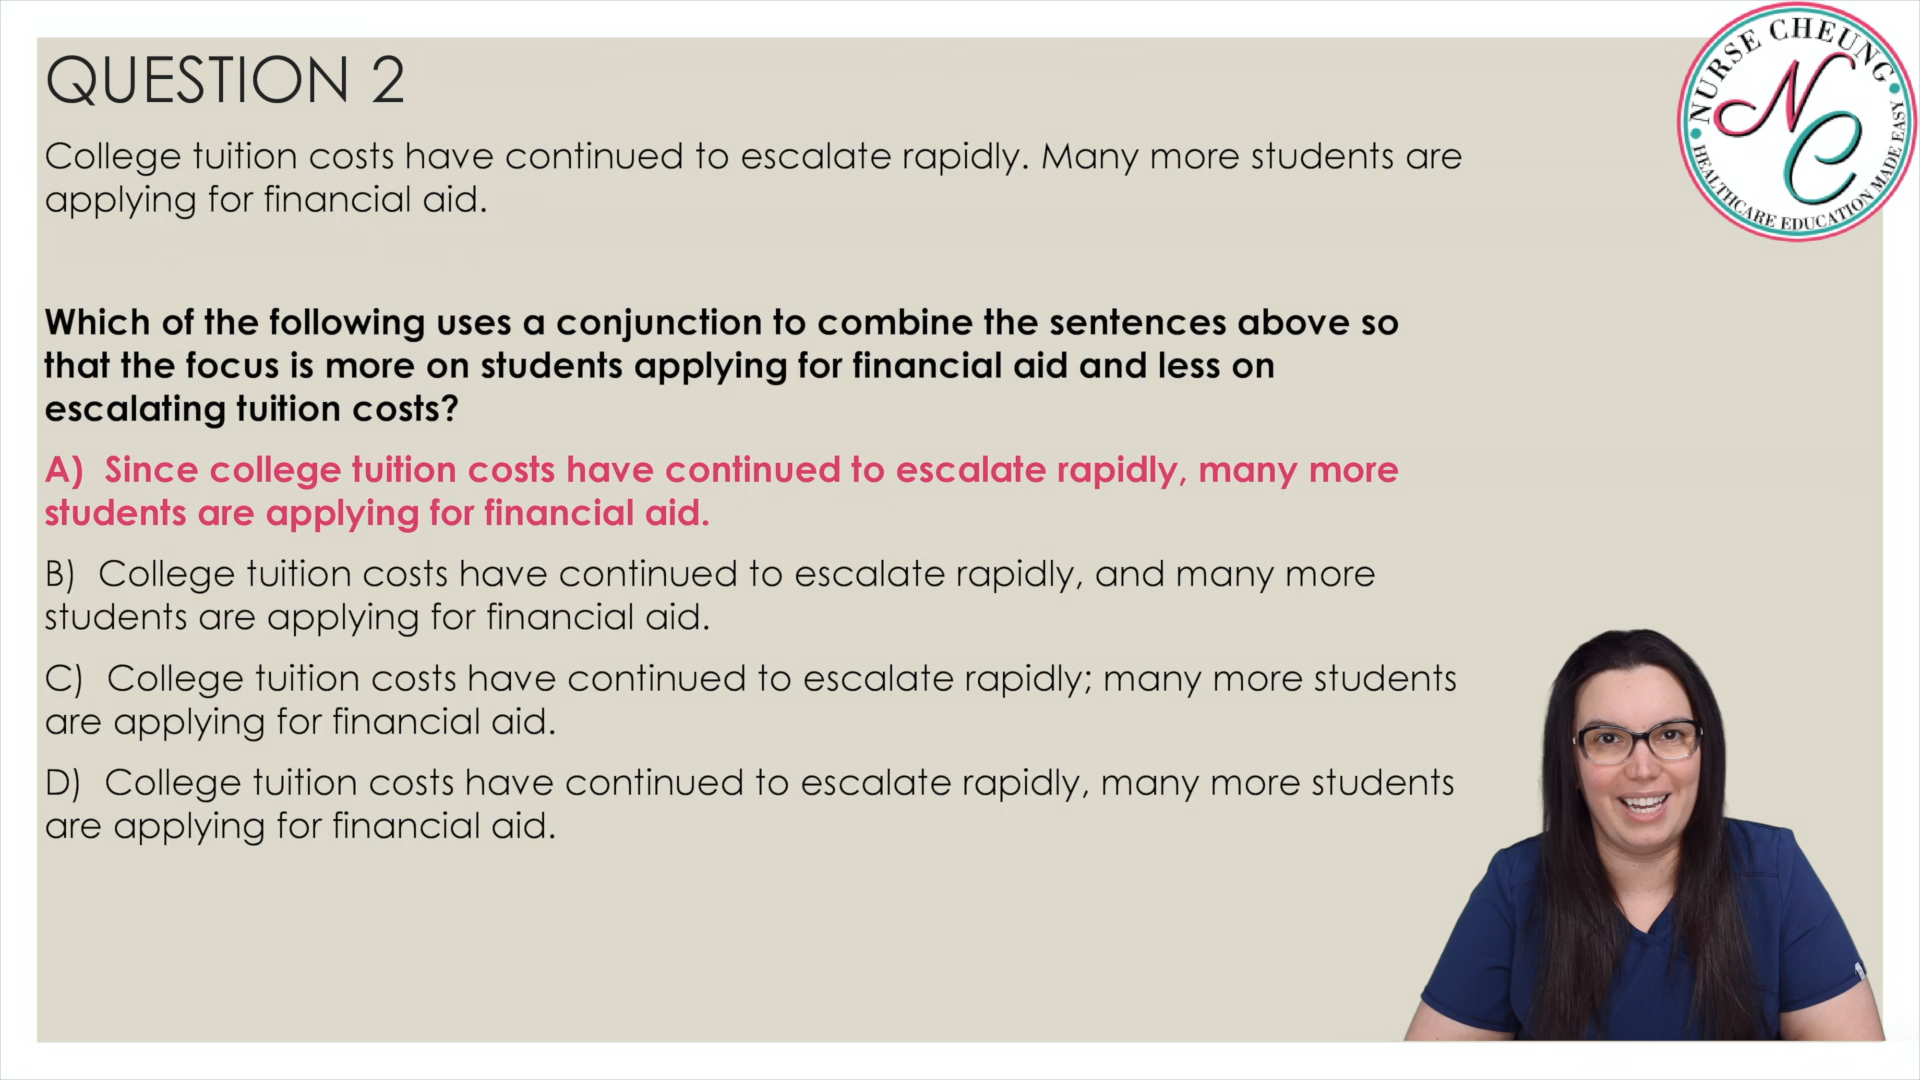 QUESTION 2
College tuition costs have continued to escalate rapidly. Many more students are
applying for financial aid.
Which of the following uses a conjunction to combine the sentences above so
that the focus is more on students applying for financial aid and less on
escalating tuition costs?
A) Since college tuition costs have continued to escalate rapidly, many more
students are applying for financial aid.
B) College tuition costs have continued to escalate rapidly, and many more
students are applying for financial aid.
C) College tuition costs have continued to escalate rapidly; many more students
are applying for financial aid.
D) College tuition costs have continued to escalate rapidly, many more students
are applying for financial aid.
NURSE CHEUNG
NC
HEALTHCARE EDUCATION MADE EASY